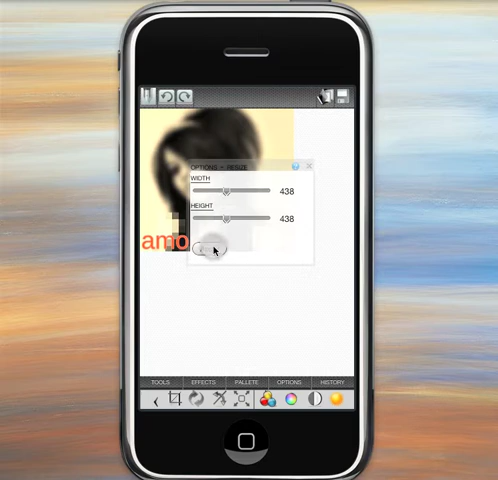 OPTIONS - RESIZE
WIDTH
438
HEIGHT
438
amo
TOOLS EFFECTS PALLETE OPTIONS HISTORY